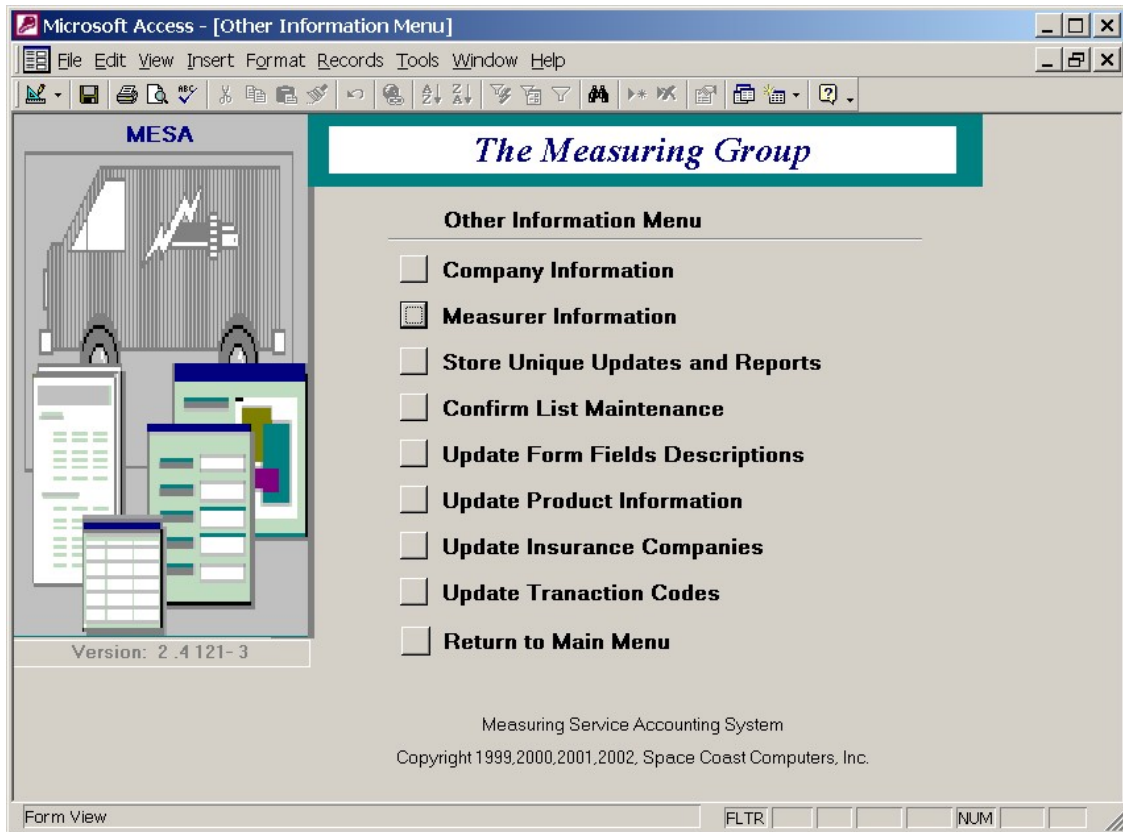 Microsoft Access - [Other Information Menu]
File Edit View Insert Format Records Tools Window Help
MESA
The Measuring Group
Other Information Menu
Company Information
Measurer Information
Store Unique Updates and Reports
Confirm List Maintenance
Update Form Fields Descriptions
Update Product Information
Update Insurance Companies
Update Tranaction Codes
Return to Main Menu
Version: 2 .4 121- 3
Measuring Service Accounting System
Copyright 1999,2000,2001,2002, Space Coast Computers, Inc.
Form View FLTR NUM